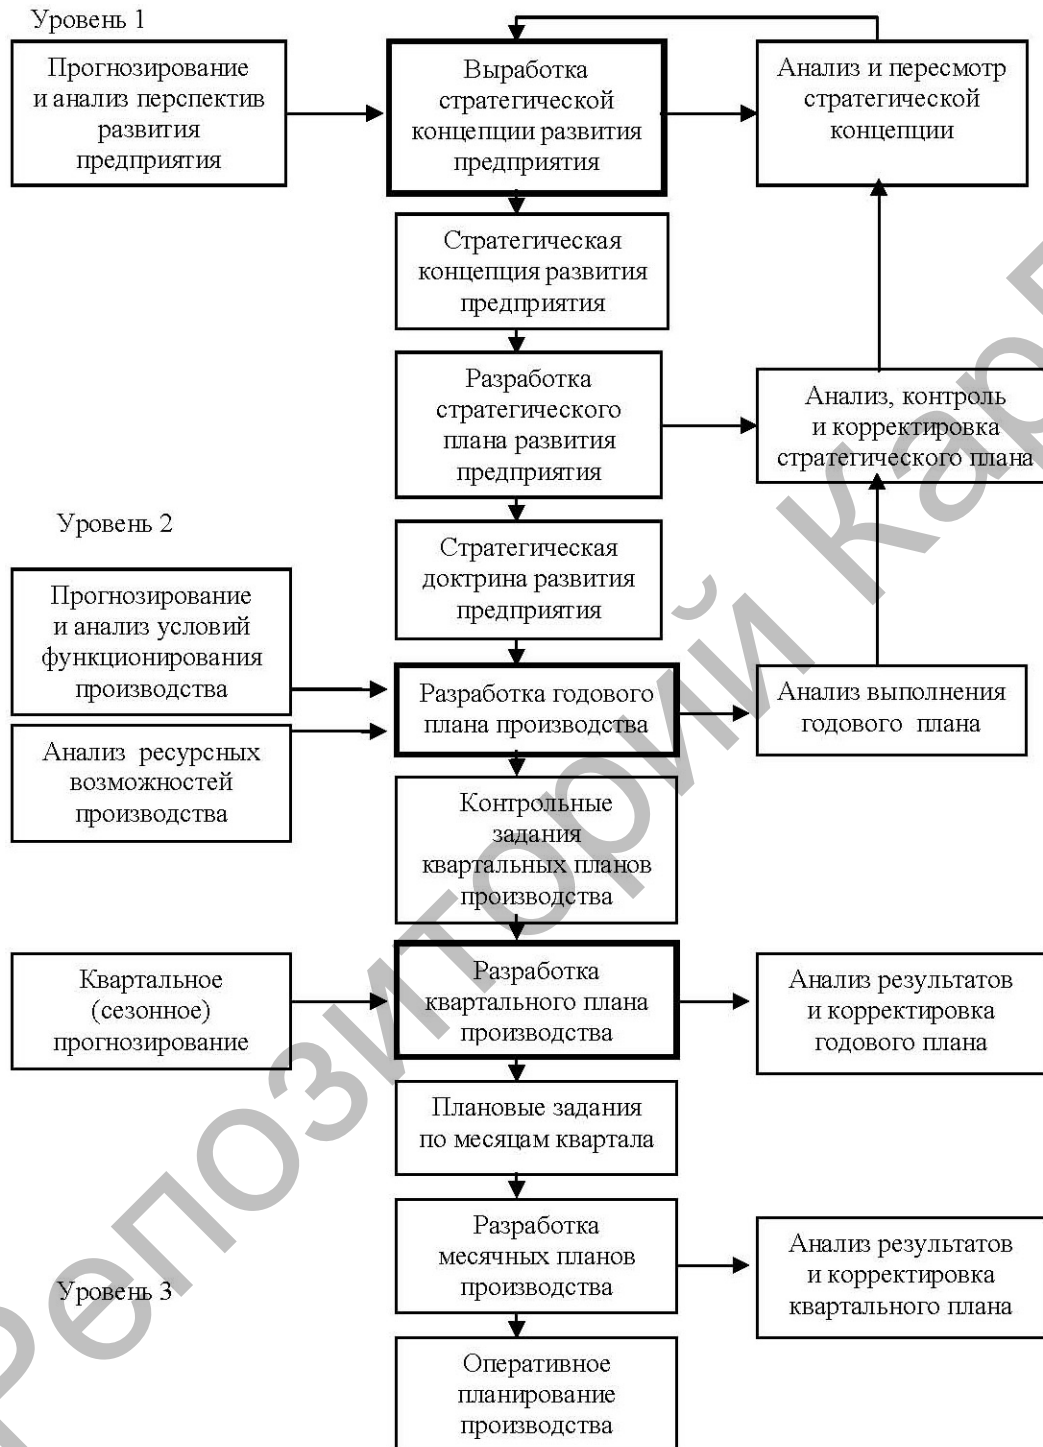 Уровень 1
Прогнозирование
и анализ перспектив
развития
предприятия
Выработка
стратегической
концепции развития
предприятия
Анализ и пересмотр
стратегической
концепции
Стратегическая
концепция развития
предприятия
Разработка
стратегического
плана развития
предприятия
Анализ, контроль
и корректировка
стратегического плана
Уровень 2
Стратегическая
доктрина развития
предприятия
Прогнозирование
и анализ условий
функционирования
производства
Анализ ресурсных
возможностей
производства
Разработка годового
плана производства
Анализ выполнения
годового плана
Контрольные
задания
квартальных планов
производства
Квартальное
(сезонное)
прогнозирование
Разработка
квартального плана
производства
Анализ результатов
и корректировка
годового плана
Плановые задания
по месяцам квартала
Разработка
месячных планов
производства
Анализ результатов
и корректировка
квартального плана
Уровень 3
Оперативное
планирование
производства
Репозиторий